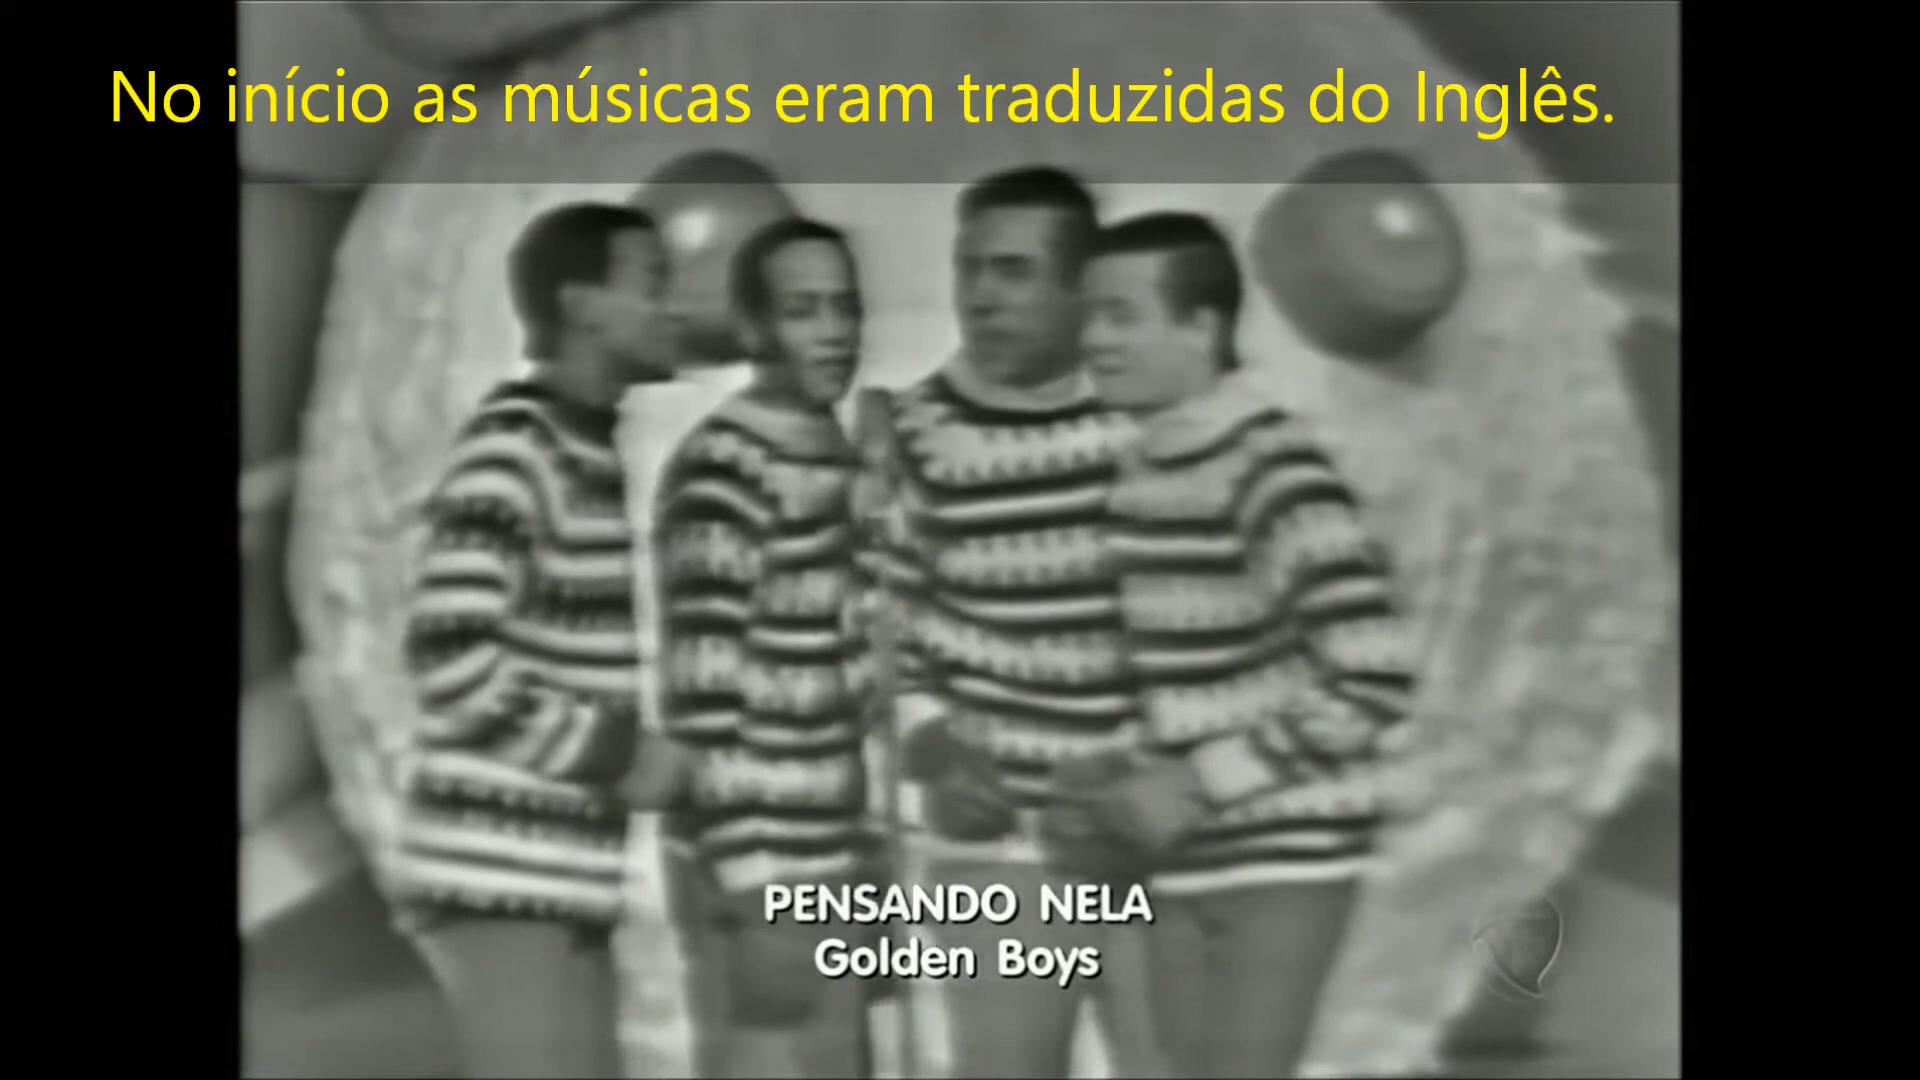 No início as músicas eram traduzidas do Inglês.
PENSANDO NELA
Golden Boys